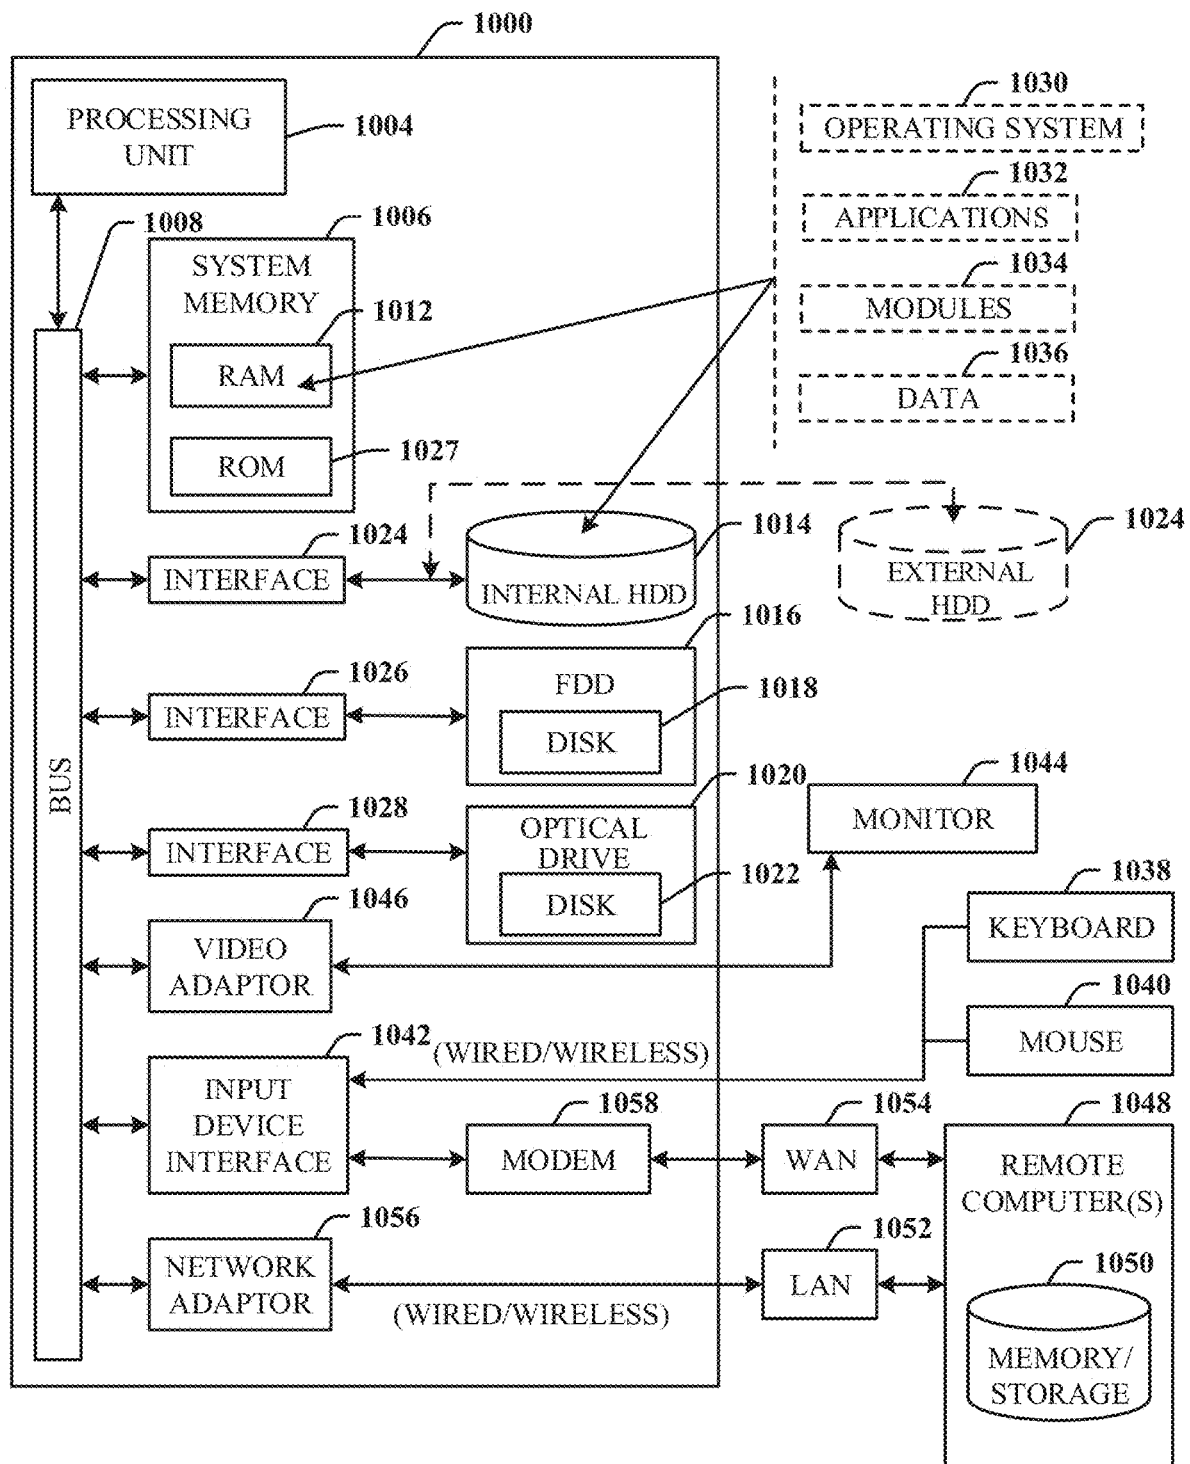 1000
PROCESSING
UNIT
1004
1030
OPERATING SYSTEM
1032
APPLICATIONS
1034
MODULES
1036
DATA
1008
1006
SYSTEM
MEMORY
1012
RAM
ROM
1027
1024
INTERFACE
1014
INTERNAL HDD
1024
EXTERNAL
HDD
1026
INTERFACE
1016
FDD
1018
DISK
BUS
1028
INTERFACE
1020
OPTICAL
DRIVE
1022
DISK
1044
MONITOR
1046
VIDEO
ADAPTOR
1038
KEYBOARD
1040
MOUSE
1042
INPUT
DEVICE
INTERFACE
(WIRED/WIRELESS)
1058
MODEM
1054
WAN
1048
REMOTE
COMPUTER(S)
1056
NETWORK
ADAPTOR
(WIRED/WIRELESS)
1052
LAN
1050
MEMORY/
STORAGE